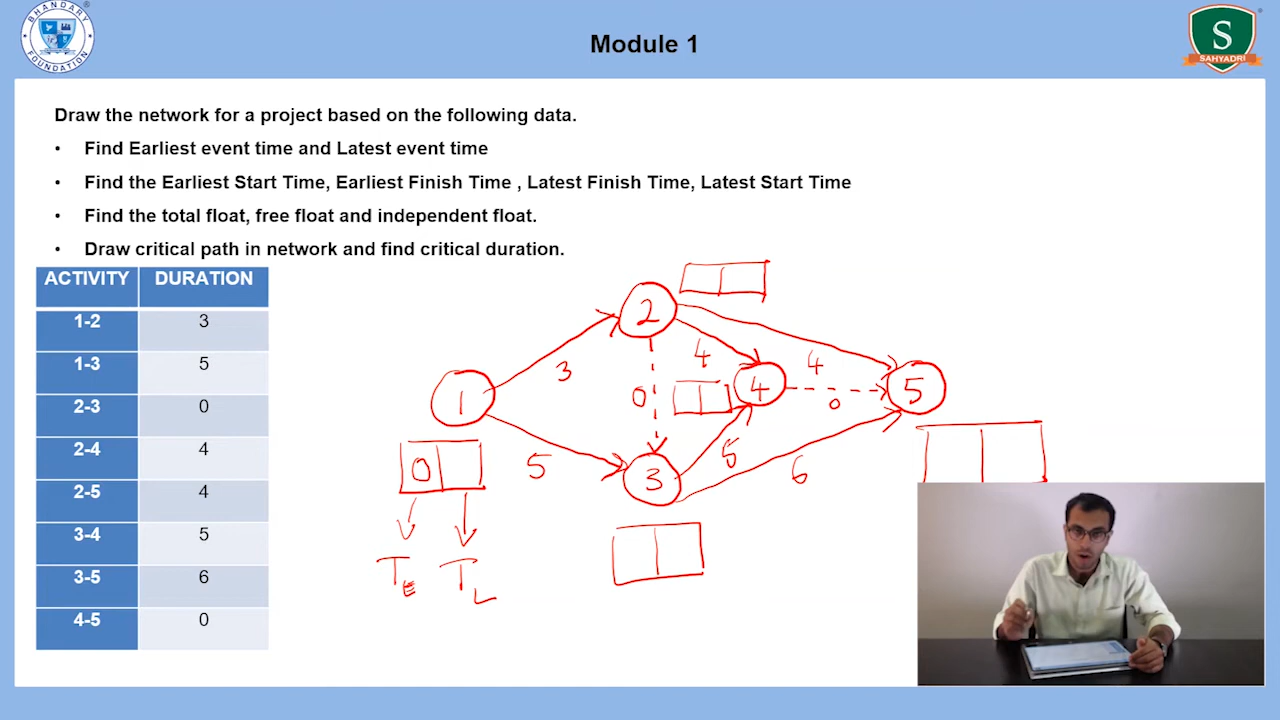 BHANDARY
FOUNDATION
Module 1
S
SAHYADRI
Draw the network for a project based on the following data.
• Find Earliest event time and Latest event time
• Find the Earliest Start Time, Earliest Finish Time , Latest Finish Time, Latest Start Time
• Find the total float, free float and independent float.
• Draw critical path in network and find critical duration.
ACTIVITY DURATION
1-2 3
1-3 5
2-3 0
2-4 4
2-5 4
3-4 5
3-5 6
4-5 0
2
3
4
4
1
0
4
0
5
0
5
3
5
6
TE TL